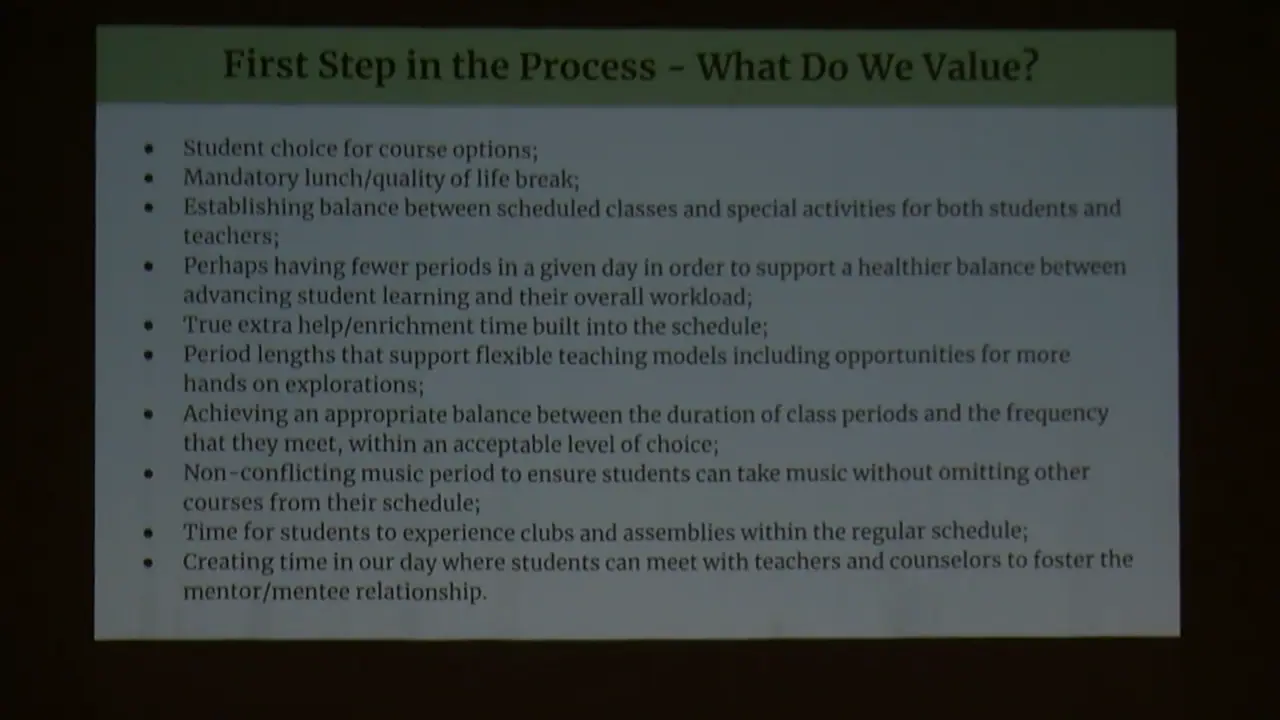 First Step in the Process - What Do We Value?
• Student choice for course options;
• Mandatory lunch/quality of life break;
• Establishing balance between scheduled classes and special activities for both students and
teachers;
• Perhaps having fewer periods in a given day in order to support a healthier balance between
advancing student learning and their overall workload;
• True extra help/enrichment time built into the schedule;
• Period lengths that support flexible teaching models including opportunities for more
hands on explorations;
• Achieving an appropriate balance between the duration of class periods and the frequency
that they meet, within an acceptable level of choice;
• Non-conflicting music period to ensure students can take music without omitting other
courses from their schedule;
• Time for students to experience clubs and assemblies within the regular schedule;
• Creating time in our day where students can meet with teachers and counselors to foster the
mentor/mentee relationship.